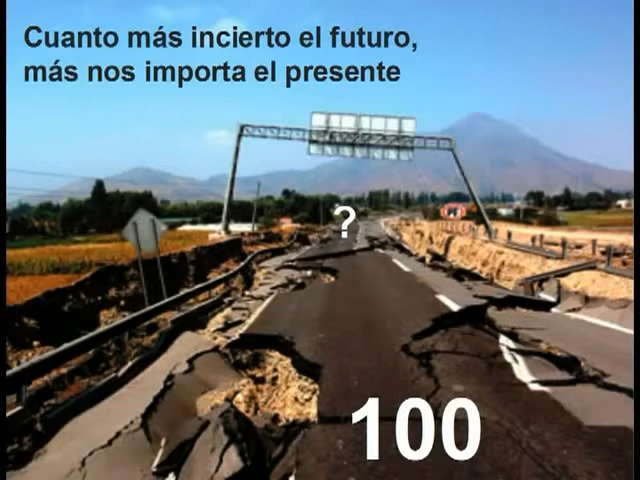 Cuanto más incierto el futuro,
más nos importa el presente
?
100